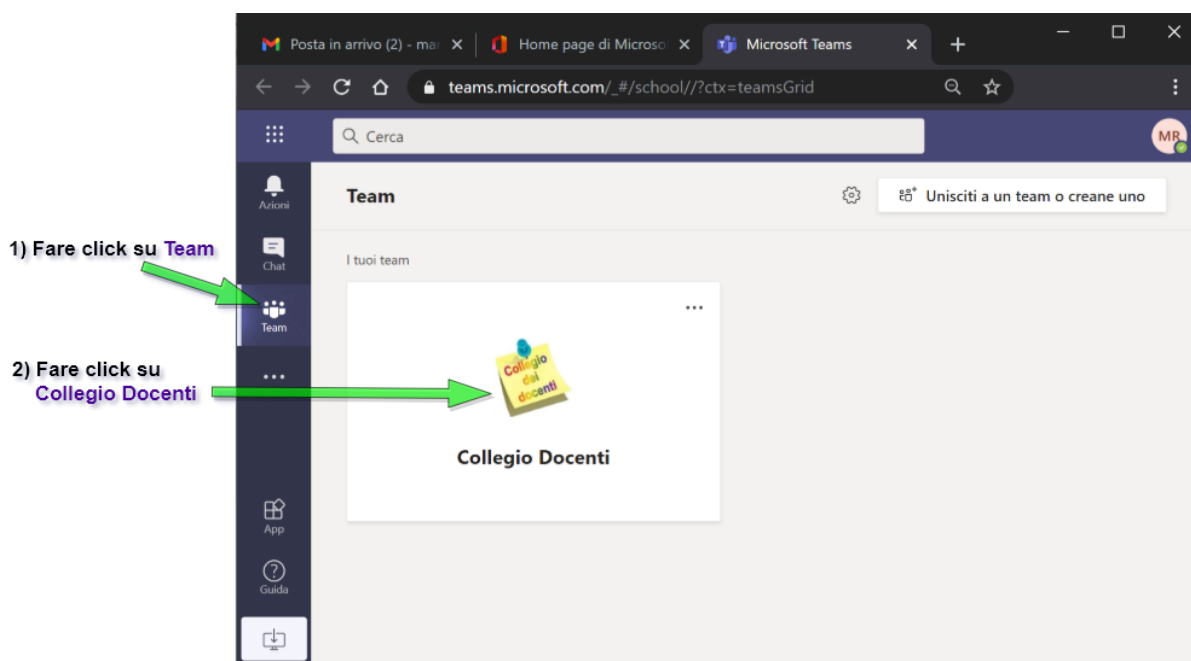 Posta in arrivo (2) - mar
Home page di Microso
Microsoft Teams
teams.microsoft.com/_#/school//?ctx=teamsGrid
Cerca
MR
Azioni
Team
Unisciti a un team o creane uno
1) Fare click su Team
Chat
I tuoi team
Team
2) Fare click su
Collegio Docenti
Collegio
dei
docenti
Collegio Docenti
App
Guida